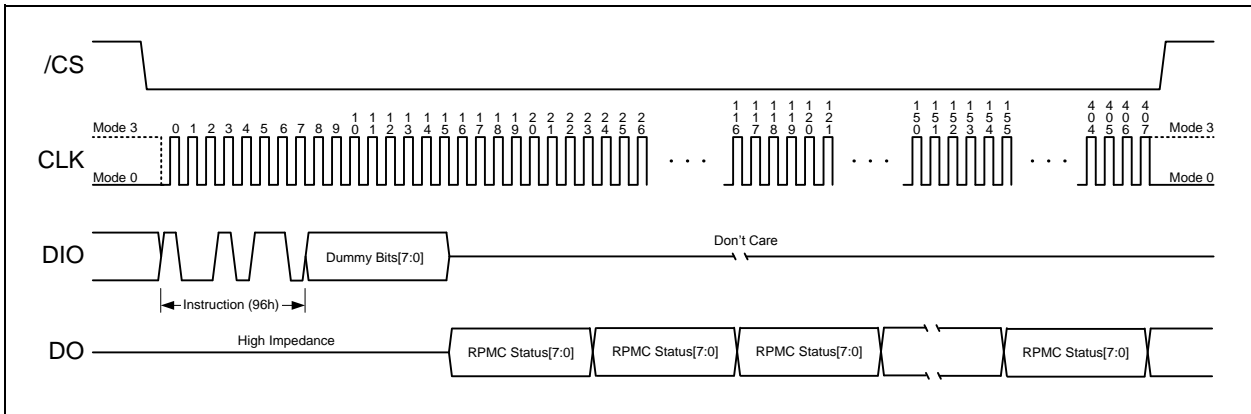 /CS
0 1 2 3 4 5 6 7 8 9 10 11 12 13 14 15 16 17 18 19 20 21 22 23 24 25 26 116 117 118 119 120 121 150 151 152 153 154 155 404 405 406 407
Mode 3 Mode 3
CLK . . . . . . . . .
Mode 0 Mode 0
DIO Dummy Bits[7:0] Don't Care
Instruction (96h)
High Impedance
DO RPMC Status[7:0] RPMC Status[7:0] RPMC Status[7:0] RPMC Status[7:0]